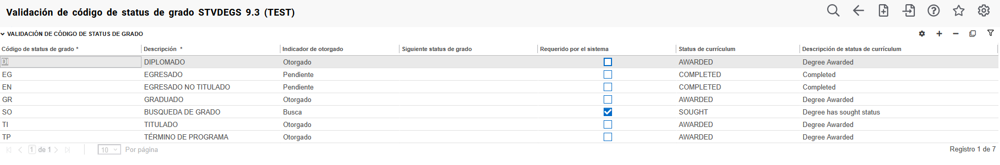 Validación de código de status de grado STVDEGS 9.3 (TEST)
VALIDACIÓN DE CÓDIGO DE STATUS DE GRADO
Código de status de grado * Descripción * Indicador de otorgado Siguiente status de grado Requerido por el sistema Status de currículum Descripción de status de currículum
DI DIPLOMADO Otorgado AWARDED Degree Awarded
EG EGRESADO Pendiente COMPLETED Completed
EN EGRESADO NO TITULADO Pendiente COMPLETED Completed
GR GRADUADO Otorgado AWARDED Degree Awarded
SO BUSQUEDA DE GRADO Busca SOUGHT Degree has sought status
TI TITULADO Otorgado AWARDED Degree Awarded
TP TÉRMINO DE PROGRAMA Otorgado AWARDED Degree Awarded
1 de 1 10 Por página Registro 1 de 7